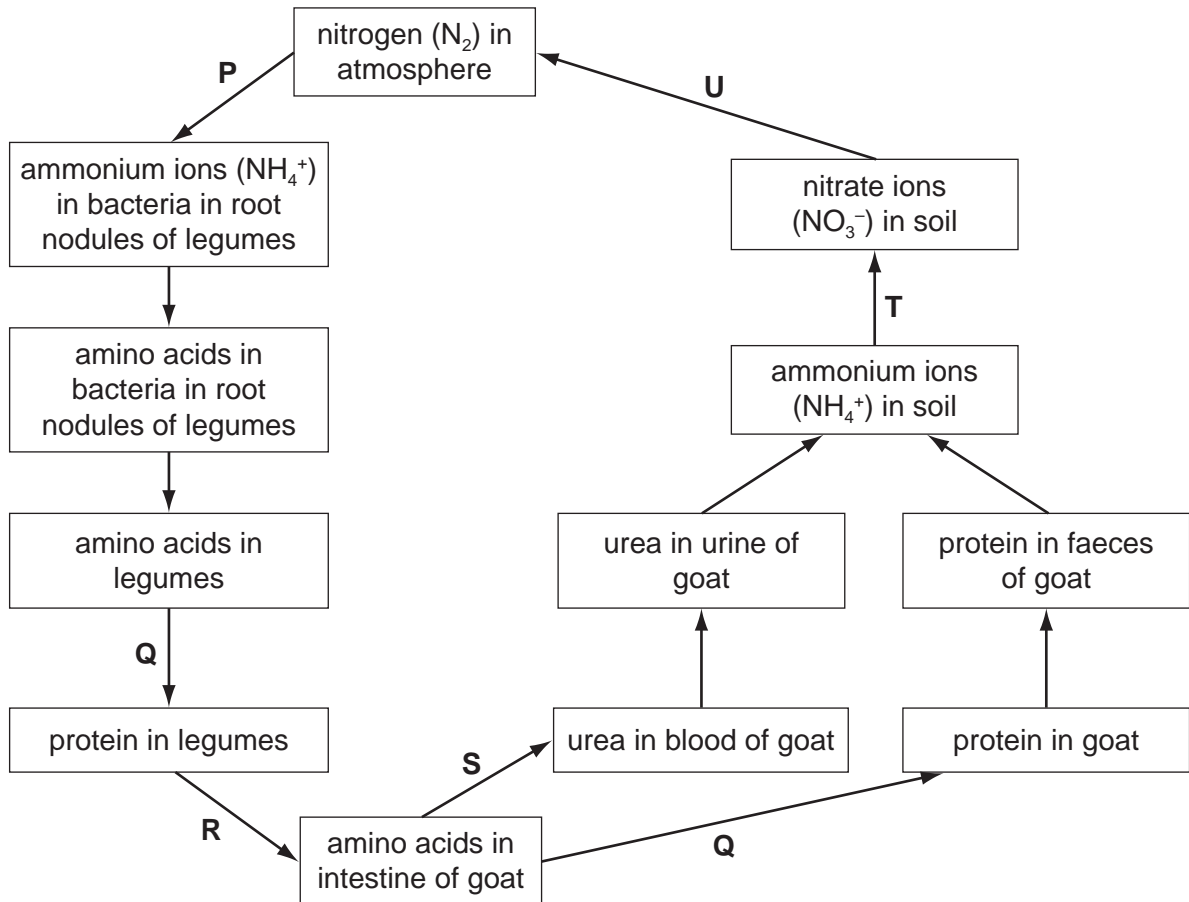 nitrogen (N₂) in
atmosphere
P
U
ammonium ions (NH₄⁺)
in bacteria in root
nodules of legumes
nitrate ions
(NO₃⁻) in soil
T
amino acids in
bacteria in root
nodules of legumes
ammonium ions
(NH₄⁺) in soil
amino acids in
legumes
urea in urine of
goat
protein in faeces
of goat
Q
protein in legumes
urea in blood of goat
protein in goat
S
R
Q
amino acids in
intestine of goat